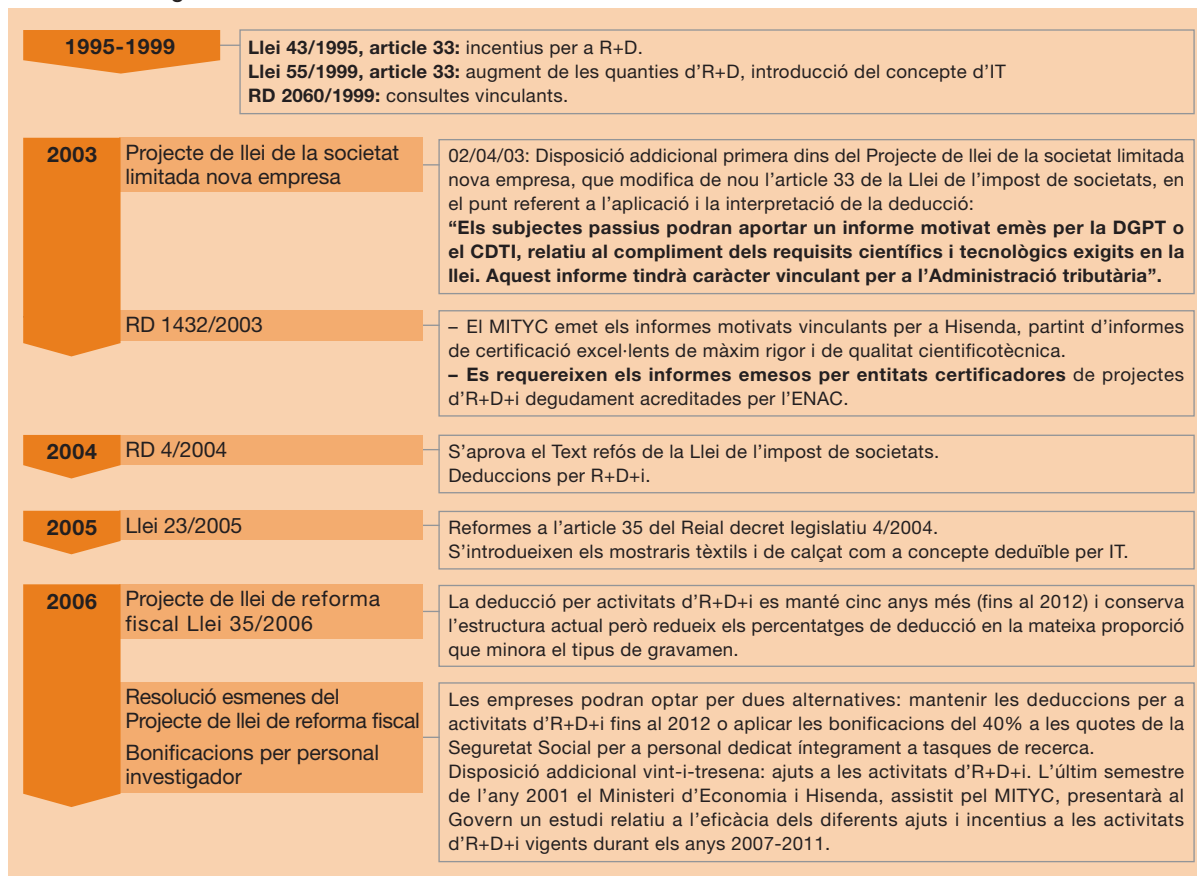 1995-1999
Llei 43/1995, article 33: incentius per a R+D.
Llei 55/1999, article 33: augment de les quanties d’R+D, introducció del concepte d’IT
RD 2060/1999: consultes vinculants.
2003
Projecte de llei de la societat
limitada nova empresa
02/04/03: Disposició addicional primera dins del Projecte de llei de la societat limitada
nova empresa, que modifica de nou l’article 33 de la Llei de l’impost de societats, en
el punt referent a l’aplicació i la interpretació de la deducció:
“Els subjectes passius podran aportar un informe motivat emès per la DGPT o
el CDTI, relatiu al compliment dels requisits científics i tecnològics exigits en la
llei. Aquest informe tindrà caràcter vinculant per a l’Administració tributària”.
RD 1432/2003
– El MITYC emet els informes motivats vinculants per a Hisenda, partint d’informes
de certificació excel·lents de màxim rigor i de qualitat cientificotècnica.
– Es requereixen els informes emesos per entitats certificadores de projectes
d’R+D+i degudament acreditades per l’ENAC.
2004
RD 4/2004
S’aprova el Text refós de la Llei de l’impost de societats.
Deduccions per R+D+i.
2005
Llei 23/2005
Reformes a l’article 35 del Reial decret legislatiu 4/2004.
S’introdueixen els mostraris tèxtils i de calçat com a concepte deduïble per IT.
2006
Projecte de llei de reforma
fiscal Llei 35/2006
La deducció per activitats d’R+D+i es manté cinc anys més (fins al 2012) i conserva
l’estructura actual però redueix els percentatges de deducció en la mateixa proporció
que minora el tipus de gravamen.
Resolució esmenes del
Projecte de llei de reforma fiscal
Bonificacions per personal
investigador
Les empreses podran optar per dues alternatives: mantenir les deduccions per a
activitats d’R+D+i fins al 2012 o aplicar les bonificacions del 40% a les quotes de la
Seguretat Social per a personal dedicat íntegrament a tasques de recerca.
Disposició addicional vint-i-tresena: ajuts a les activitats d’R+D+i. L’últim semestre
de l’any 2001 el Ministeri d’Economia i Hisenda, assistit pel MITYC, presentarà al
Govern un estudi relatiu a l’eficàcia dels diferents ajuts i incentius a les activitats
d’R+D+i vigents durant els anys 2007-2011.